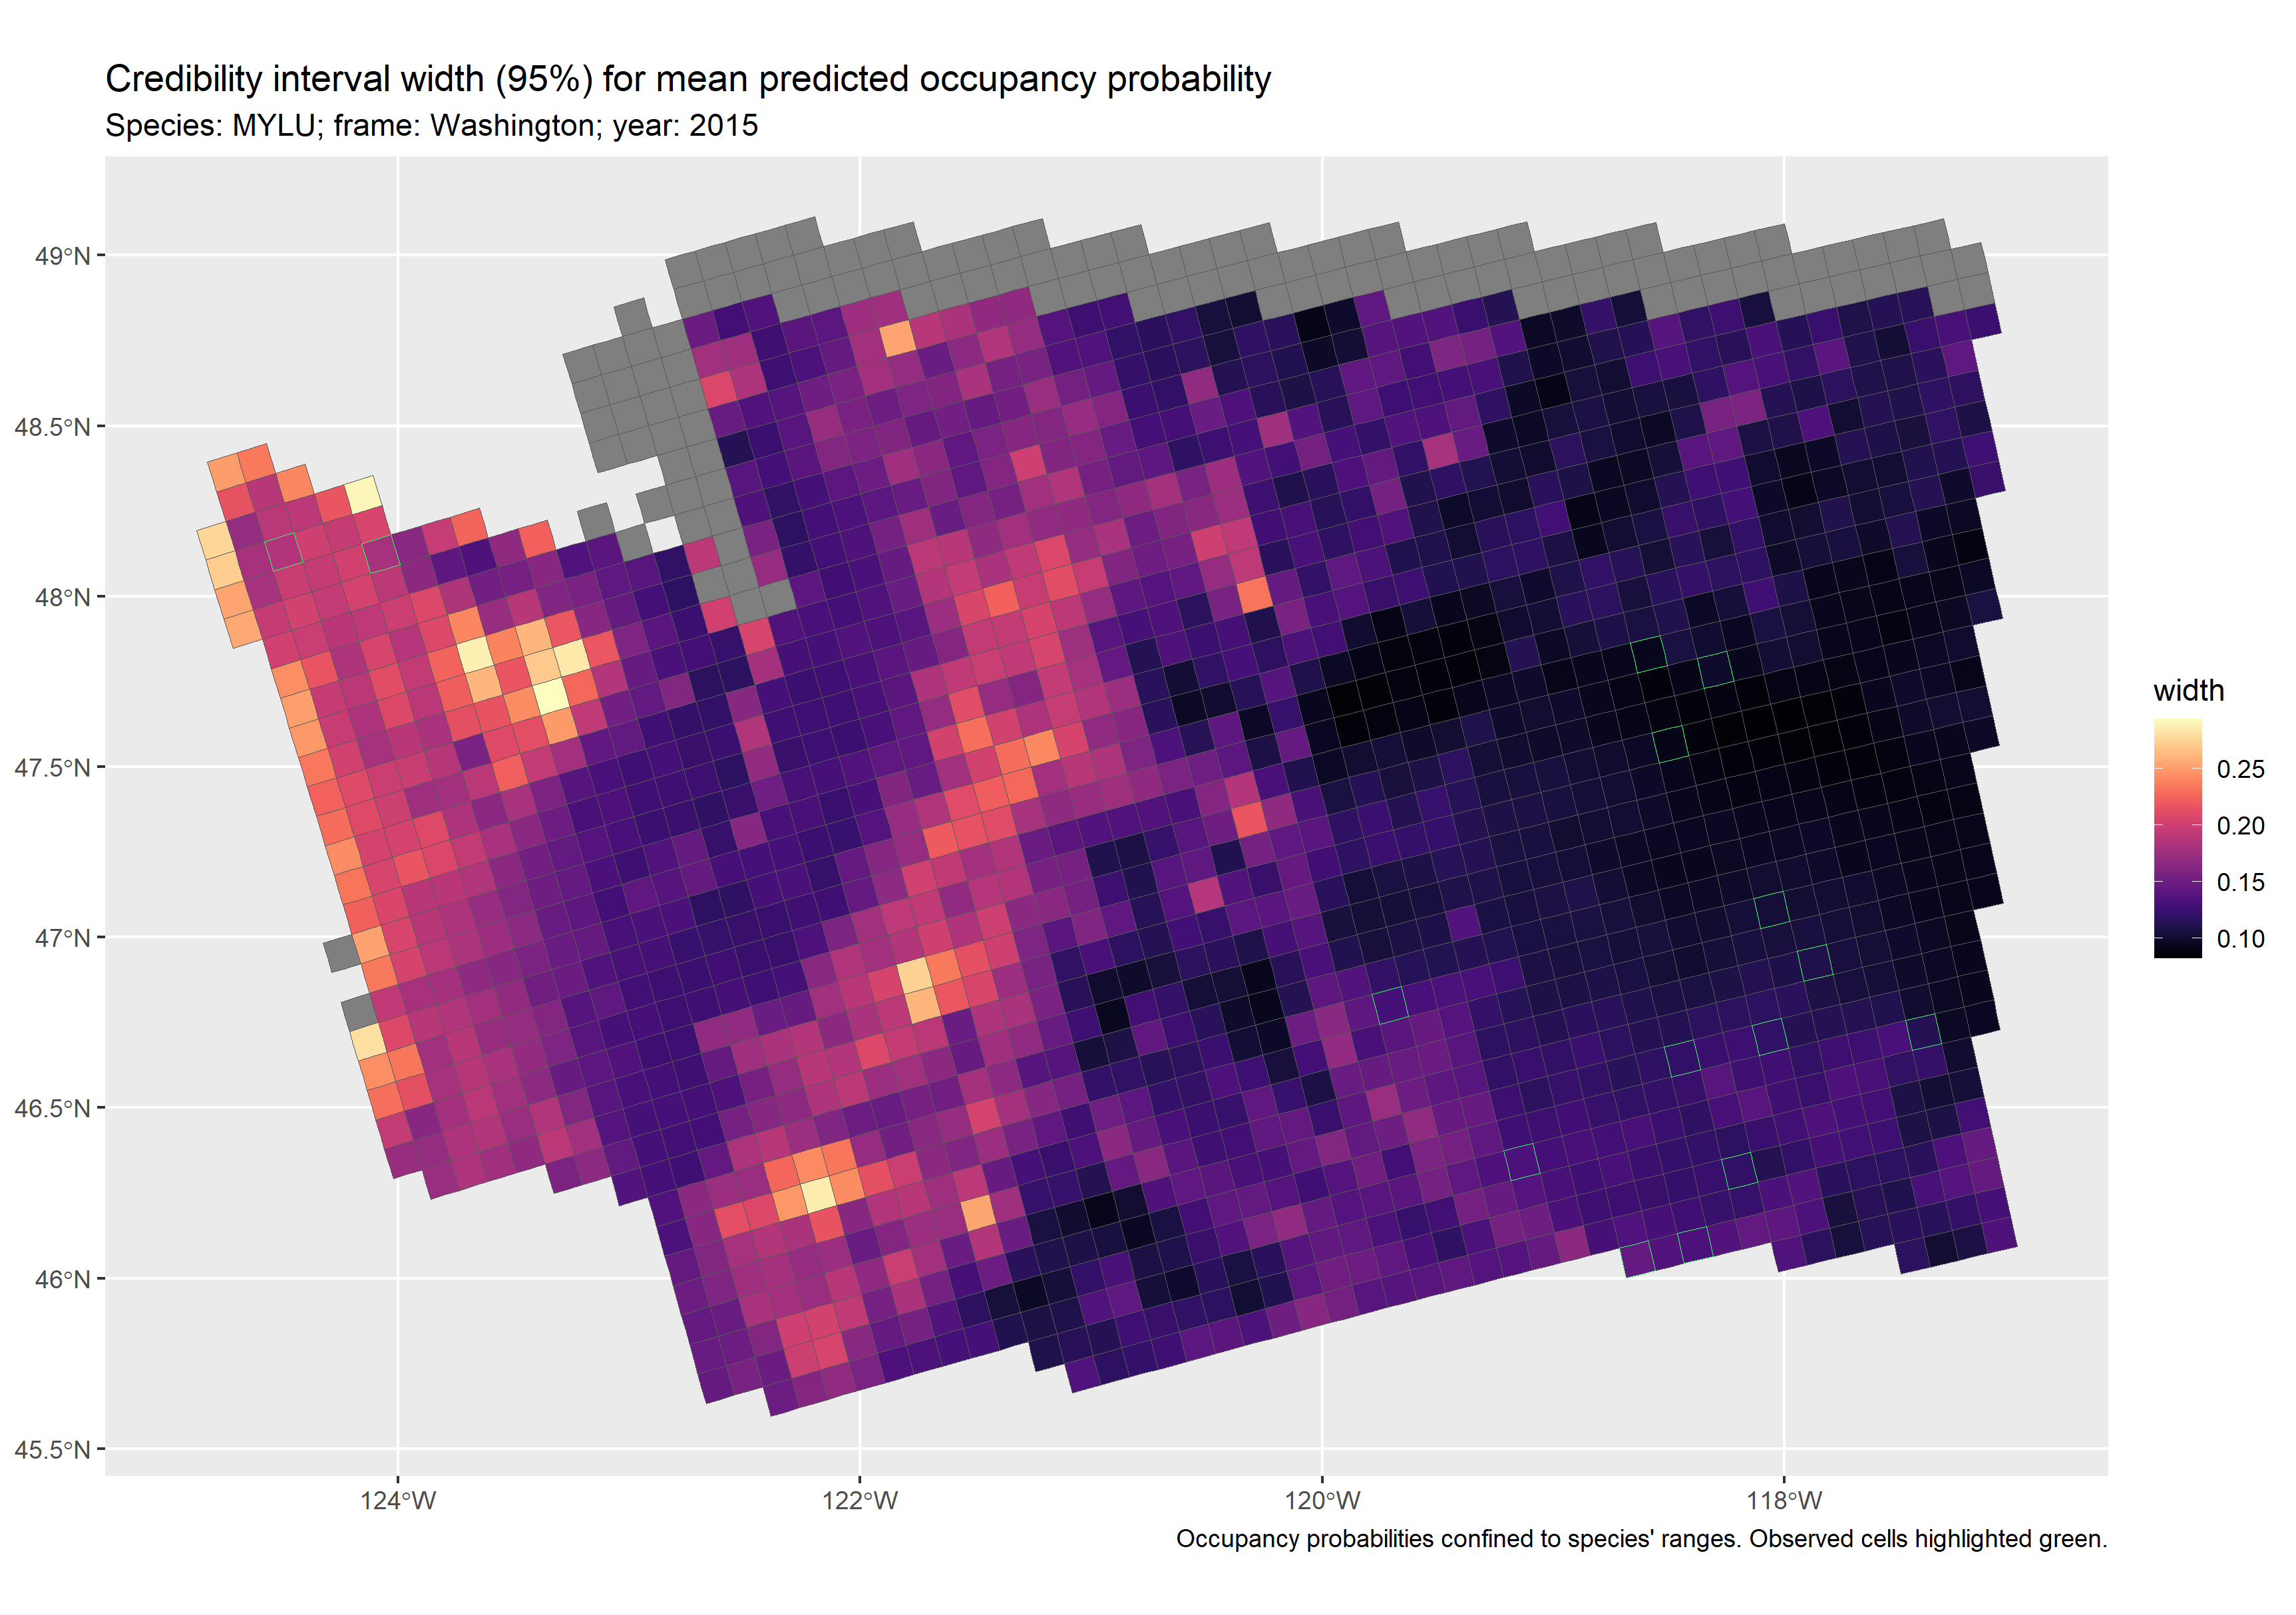 Credibility interval width (95%) for mean predicted occupancy probability
Species: MYLU; frame: Washington; year: 2015
49°N
48.5°N
48°N
47.5°N
47°N
46.5°N
46°N
45.5°N
124°W
122°W
120°W
118°W
width
0.25
0.20
0.15
0.10
Occupancy probabilities confined to species' ranges. Observed cells highlighted green.